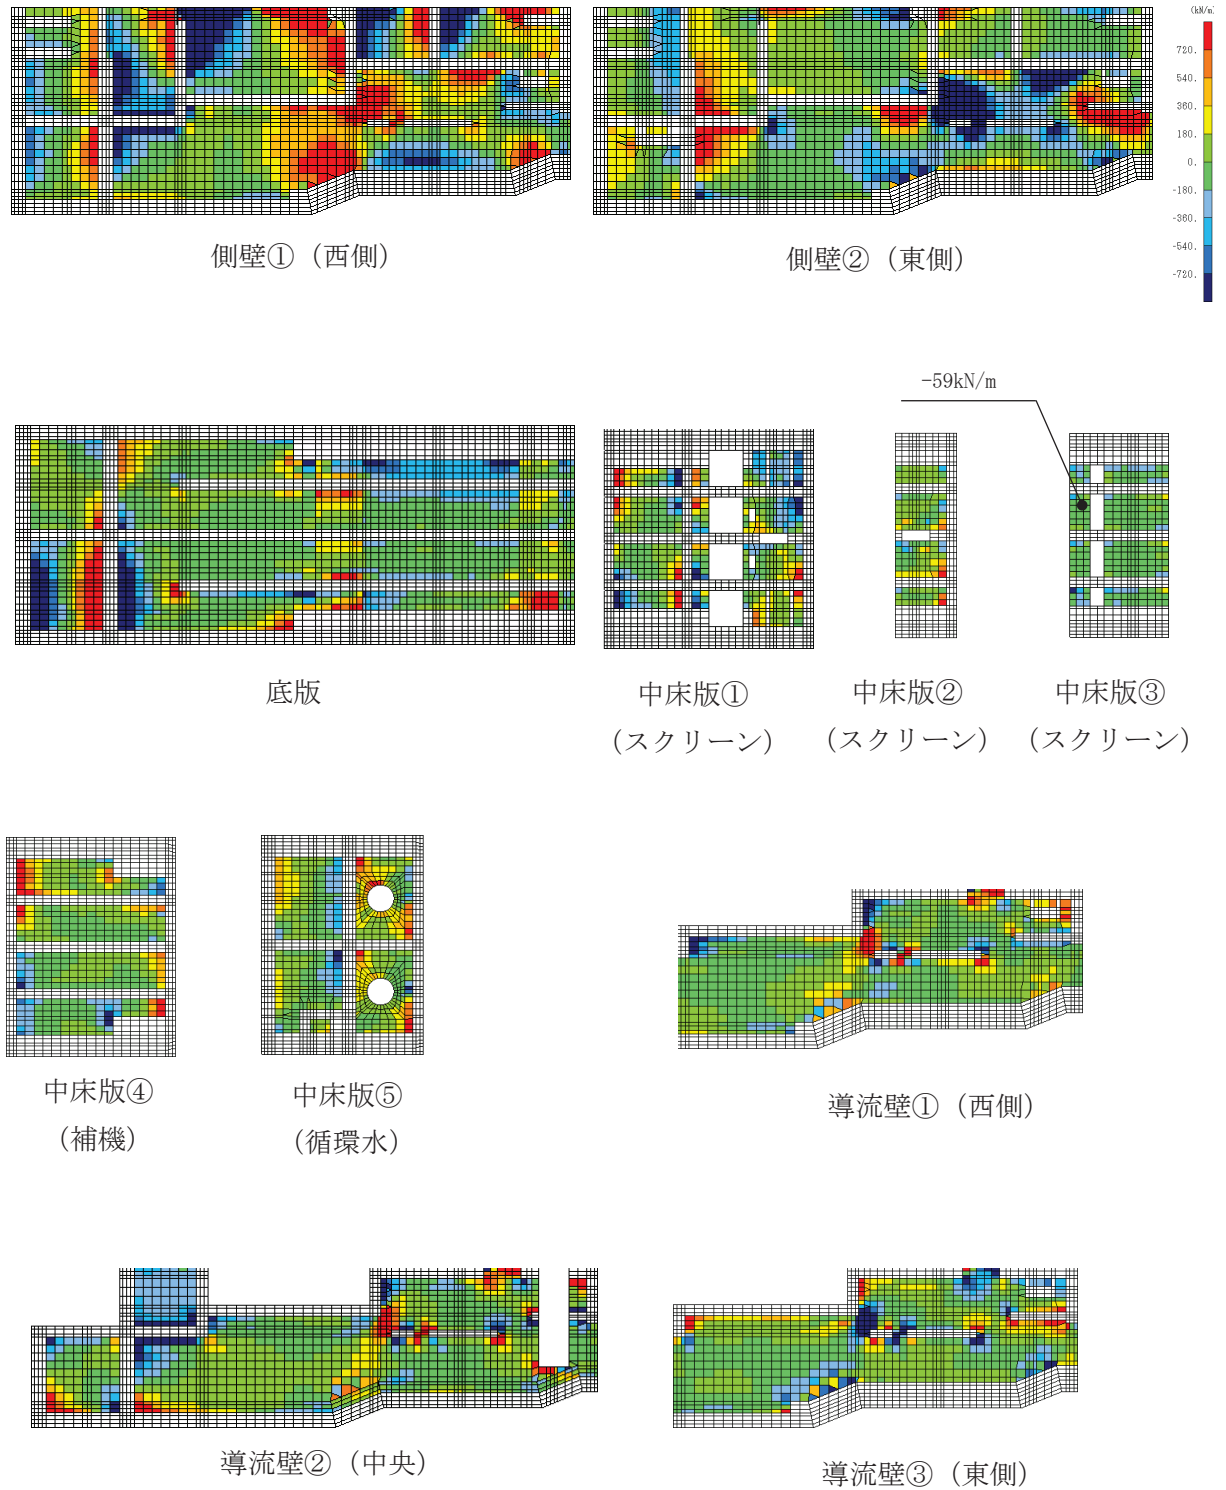 (kN/m)
720.
540.
360.
180.
0.
-180.
-360.
-540.
-720.
側壁①（西側）
側壁②（東側）
-59kN/m
底版
中床版①
（スクリーン）
中床版②
（スクリーン）
中床版③
（スクリーン）
中床版④
（補機）
中床版⑤
（循環水）
導流壁①（西側）
導流壁②（中央）
導流壁③（東側）